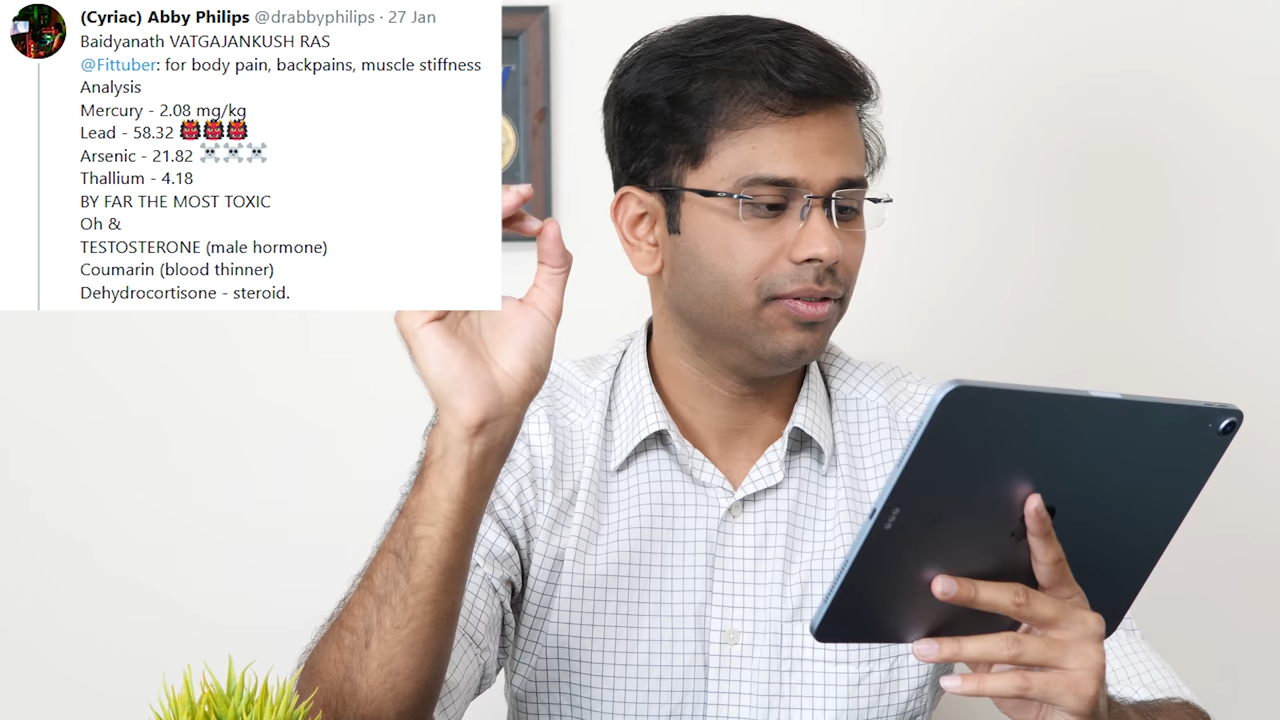 (Cyriac) Abby Philips @drabbyphilips · 27 Jan
Baidyanath VATGAJANKUSH RAS
@Fittuber: for body pain, backpains, muscle stiffness
Analysis
Mercury - 2.08 mg/kg
Lead - 58.32 👹👹👹
Arsenic - 21.82 ☠️☠️☠️
Thallium - 4.18
BY FAR THE MOST TOXIC
Oh &
TESTOSTERONE (male hormone)
Coumarin (blood thinner)
Dehydrocortisone - steroid.